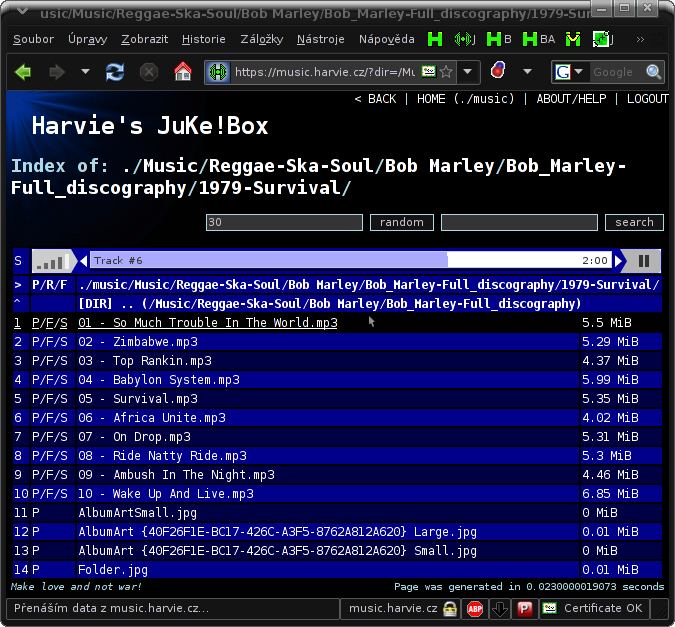 usic/Music/Reggae-Ska-Soul/Bob Marley/Bob_Marley-Full_discography/1979-Sur
Soubor Úpravy Zobrazit Historie Záložky Nástroje Nápověda H H H B H BA »
https://music.harvie.cz/?dir=/Mu Google
< BACK | HOME (./music) | ABOUT/HELP | LOGOUT
Harvie's JuKe!Box
Index of: ./Music/Reggae-Ska-Soul/Bob Marley/Bob_Marley-
Full_discography/1979-Survival/
30 random search
S Track #6 2:00
> P/R/F ./music/Music/Reggae-Ska-Soul/Bob Marley/Bob_Marley-Full_discography/1979-Survival/
^ [DIR] .. (/Music/Reggae-Ska-Soul/Bob Marley/Bob_Marley-Full_discography)
1 P/F/S 01 - So Much Trouble In The World.mp3 5.5 MiB
2 P/F/S 02 - Zimbabwe.mp3 5.29 MiB
3 P/F/S 03 - Top Rankin.mp3 4.37 MiB
4 P/F/S 04 - Babylon System.mp3 5.99 MiB
5 P/F/S 05 - Survival.mp3 5.35 MiB
6 P/F/S 06 - Africa Unite.mp3 4.02 MiB
7 P/F/S 07 - On Drop.mp3 5.31 MiB
8 P/F/S 08 - Ride Natty Ride.mp3 5.3 MiB
9 P/F/S 09 - Ambush In The Night.mp3 4.46 MiB
10 P/F/S 10 - Wake Up And Live.mp3 6.85 MiB
11 P AlbumArtSmall.jpg 0 MiB
12 P AlbumArt {40F26F1E-BC17-426C-A3F5-8762A812A620} Large.jpg 0.01 MiB
13 P AlbumArt {40F26F1E-BC17-426C-A3F5-8762A812A620} Small.jpg 0 MiB
14 P Folder.jpg 0.01 MiB
Make love and not war! Page was generated in 0.0230000019073 seconds
Přenáším data z music.harvie.cz... music.harvie.cz ABP P Certificate OK